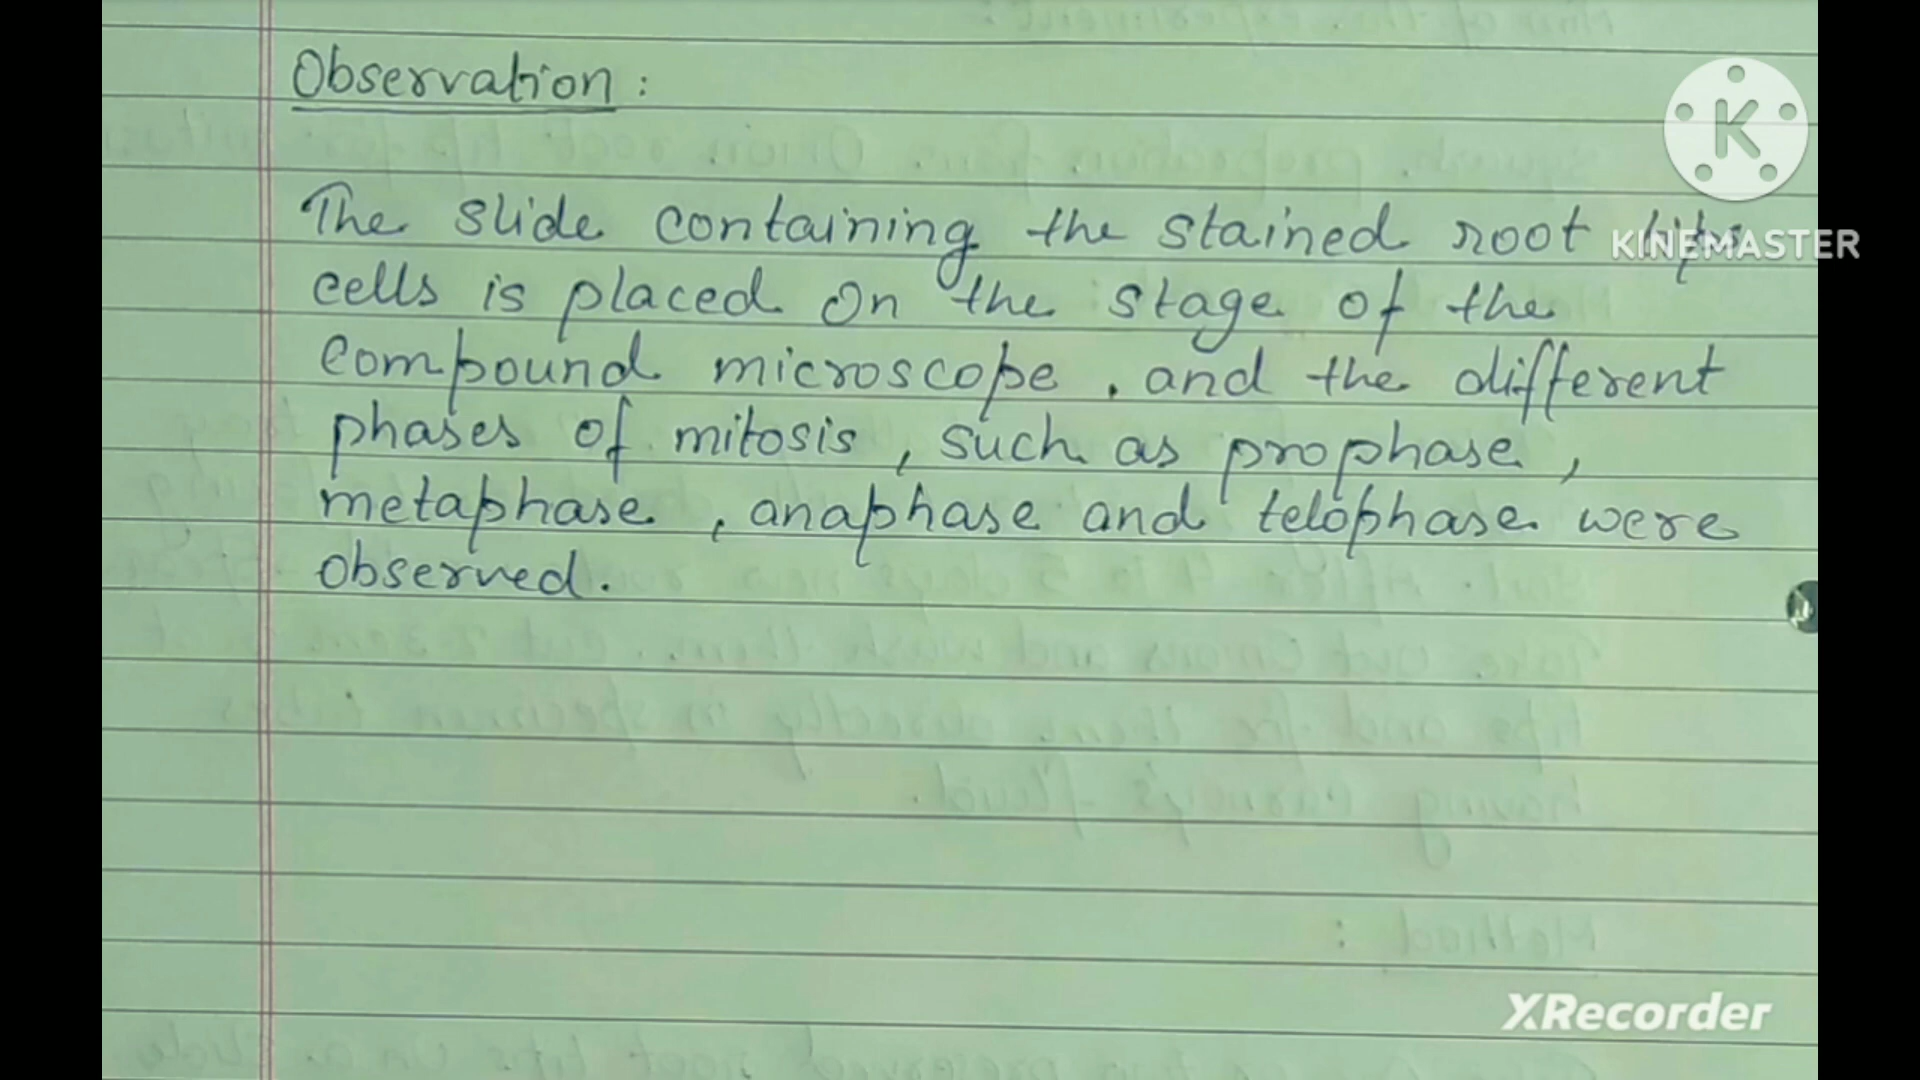 Observation :
The slide containing the stained root tips
cells is placed on the stage of the
compound microscope . and the different
phases of mitosis , such as prophase ,
metaphase , anaphase and telophase were
observed .
K
KINEMASTER
XRecorder